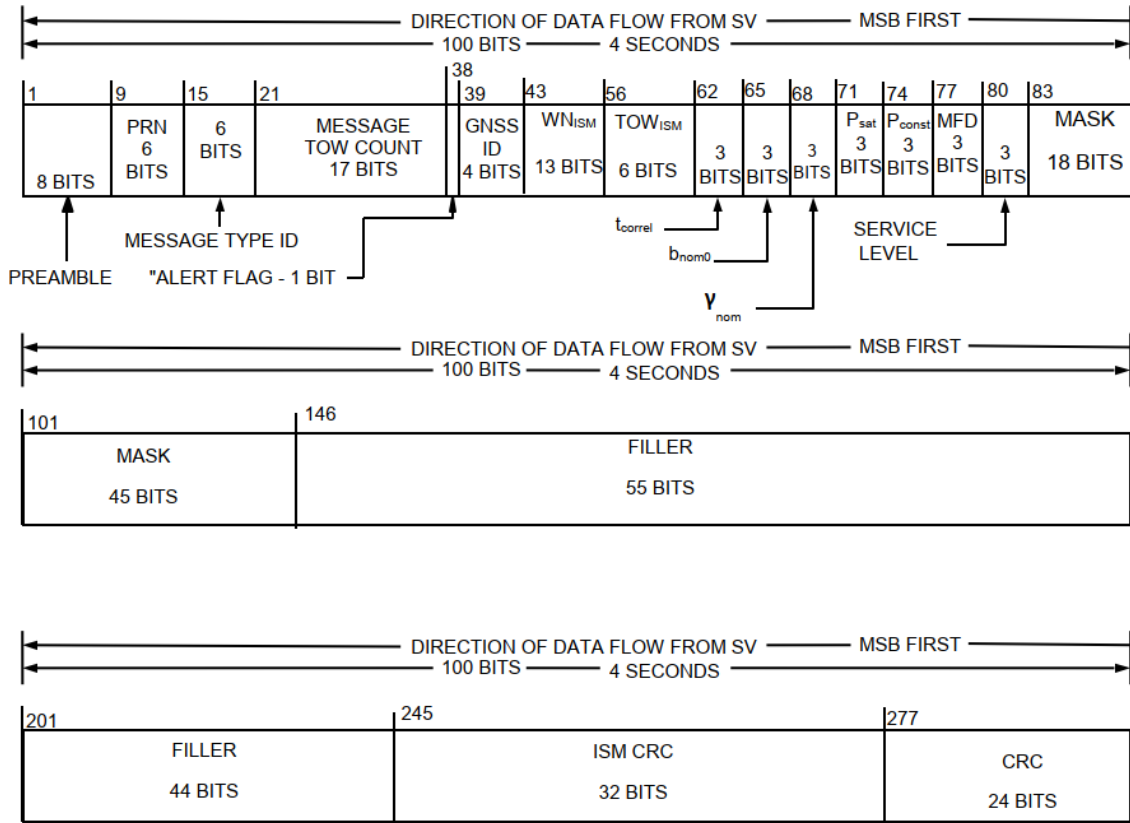 DIRECTION OF DATA FLOW FROM SV MSB FIRST
100 BITS 4 SECONDS
1 9 15 21 38 39 43 56 62 65 68 71 74 77 80 83
8 BITS
PRN
6
BITS
6
BITS
MESSAGE
TOW COUNT
17 BITS
GNSS
ID
4 BITS
WNISM
13 BITS
TOWISM
6 BITS
3
BITS
3
BITS
3
BITS
Psat
3
BITS
Pconst
3
BITS
MFD
3
BITS
3
BITS
MASK
18 BITS
PREAMBLE
MESSAGE TYPE ID
"ALERT FLAG - 1 BIT
tcorrel
bnom0
γnom
SERVICE
LEVEL
DIRECTION OF DATA FLOW FROM SV MSB FIRST
100 BITS 4 SECONDS
101 146
MASK
45 BITS
FILLER
55 BITS
DIRECTION OF DATA FLOW FROM SV MSB FIRST
100 BITS 4 SECONDS
201 245 277
FILLER
44 BITS
ISM CRC
32 BITS
CRC
24 BITS